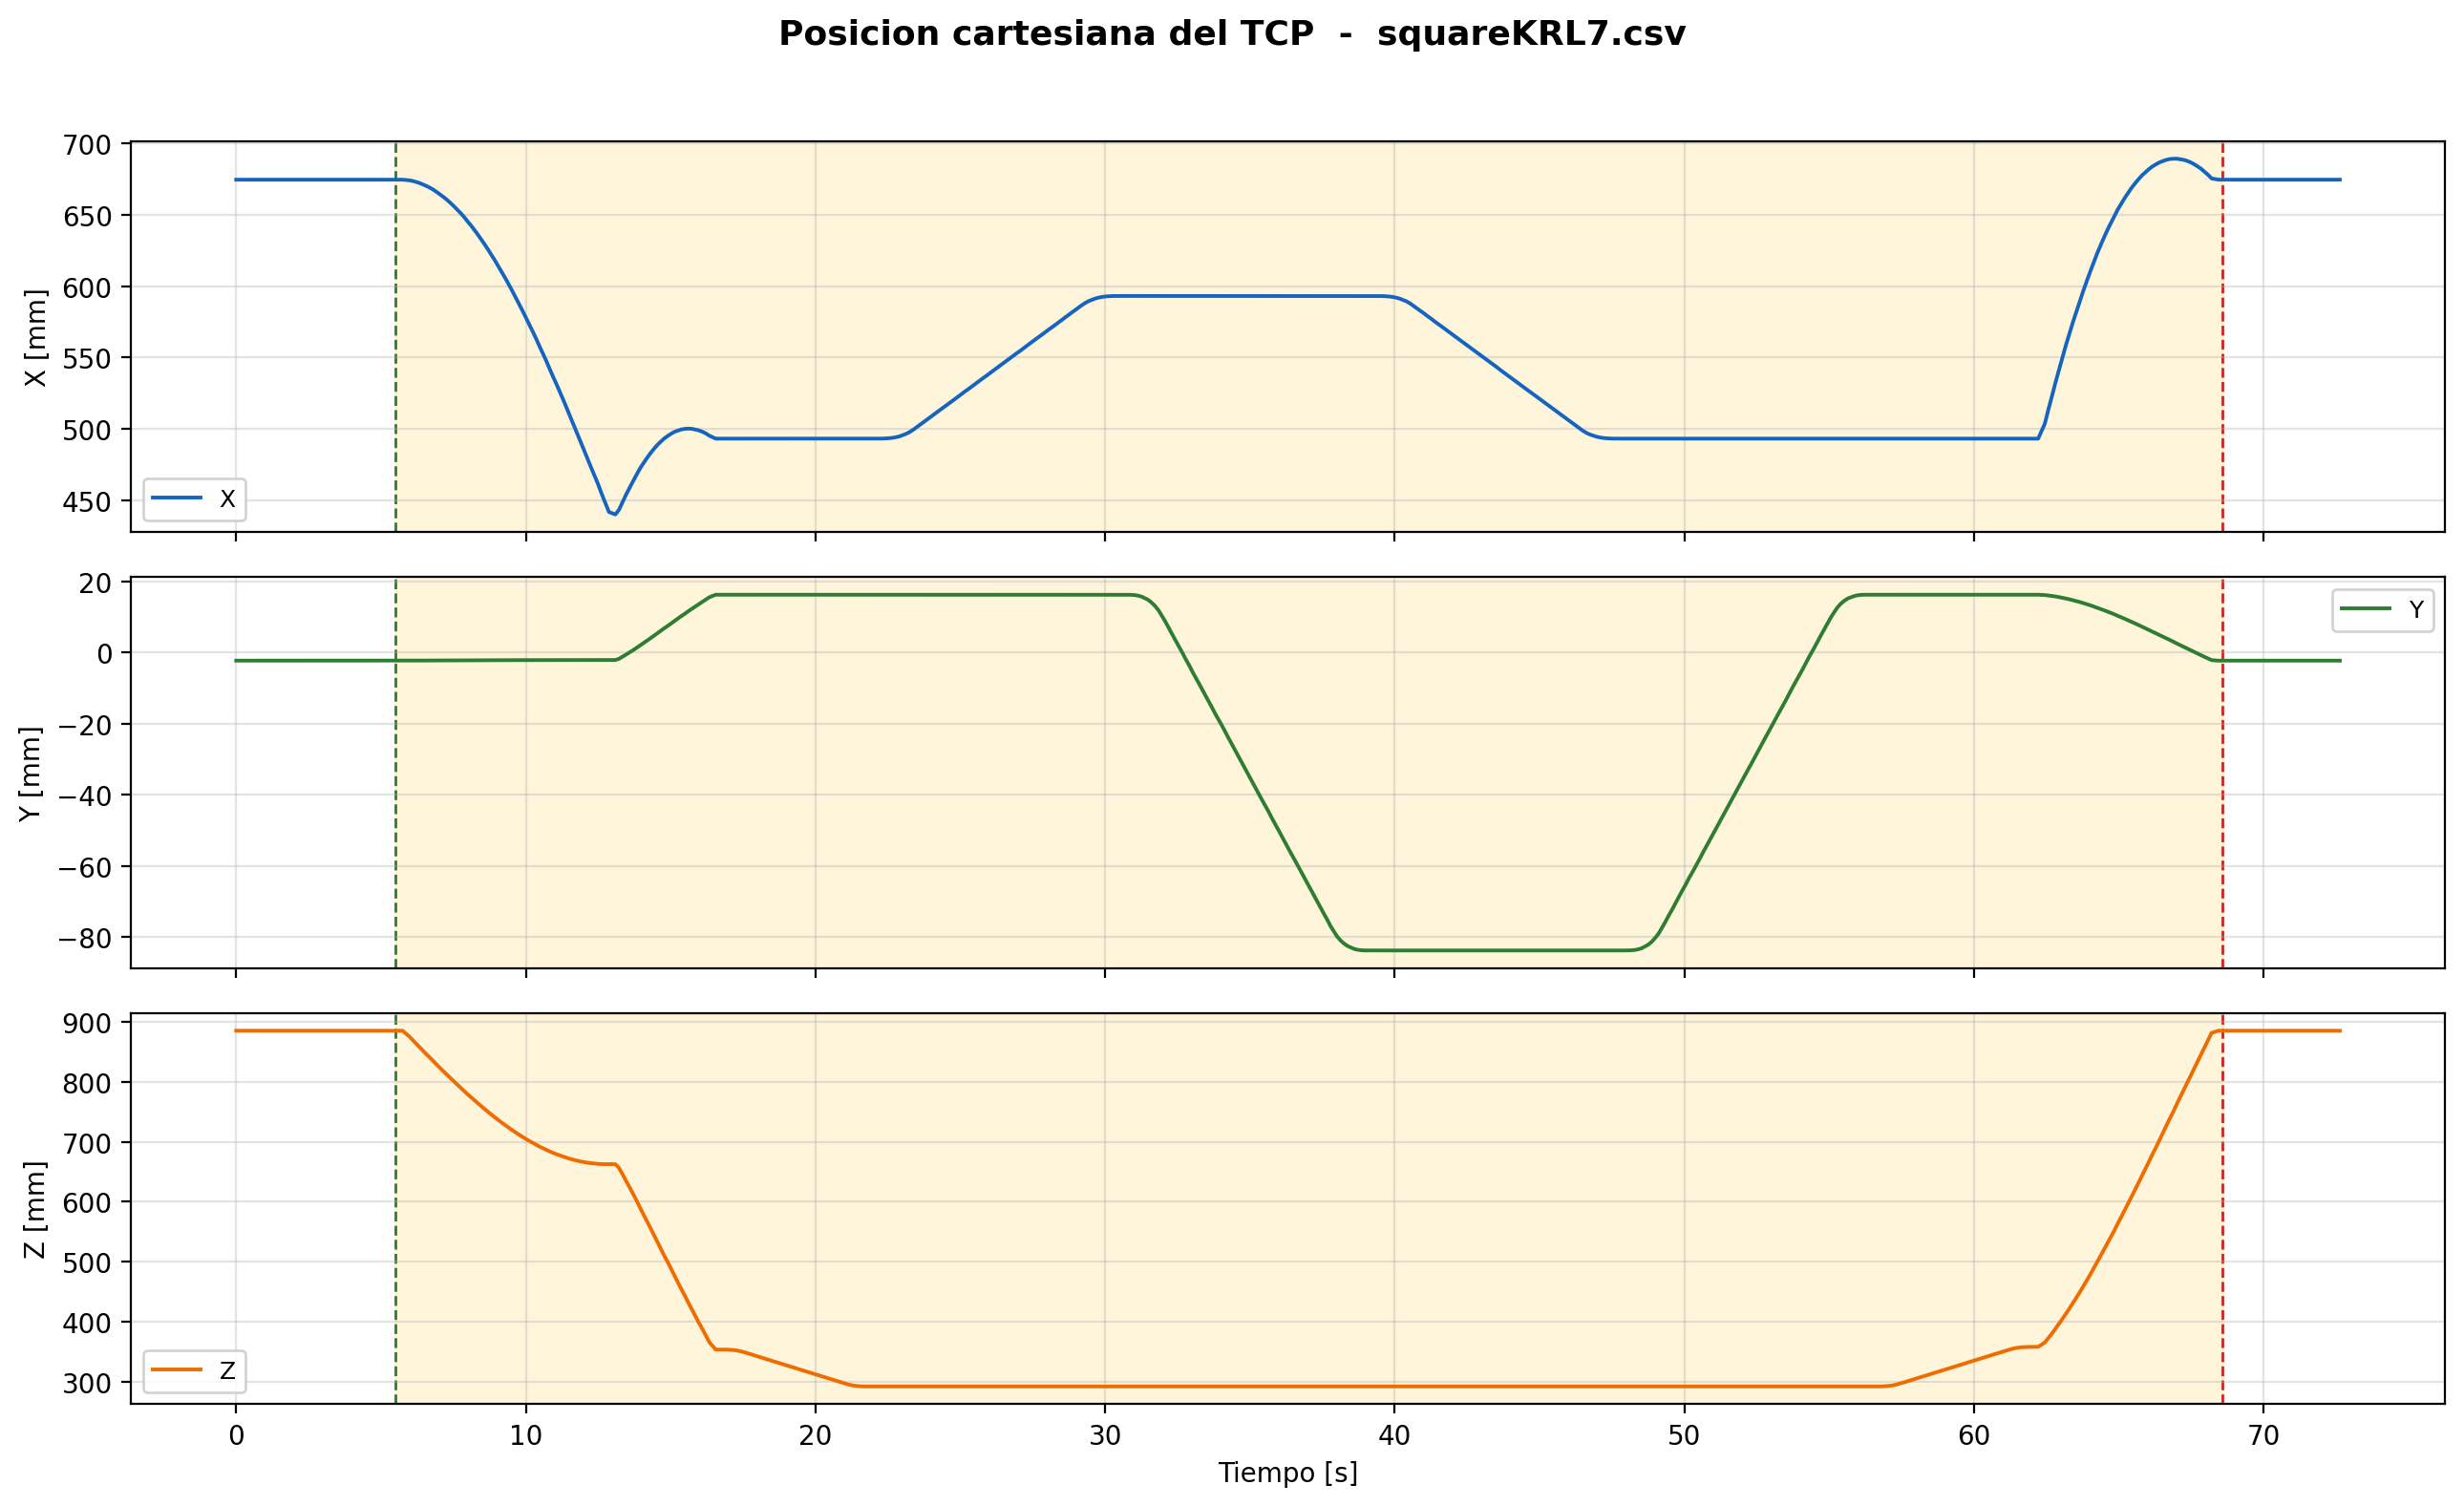 Posicion cartesiana del TCP  -  squareKRL7.csv
700
650
600
550
500
450
X [mm]
X
20
0
−20
−40
−60
−80
Y [mm]
Y
900
800
700
600
500
400
300
Z [mm]
Z
0 10 20 30 40 50 60 70
Tiempo [s]